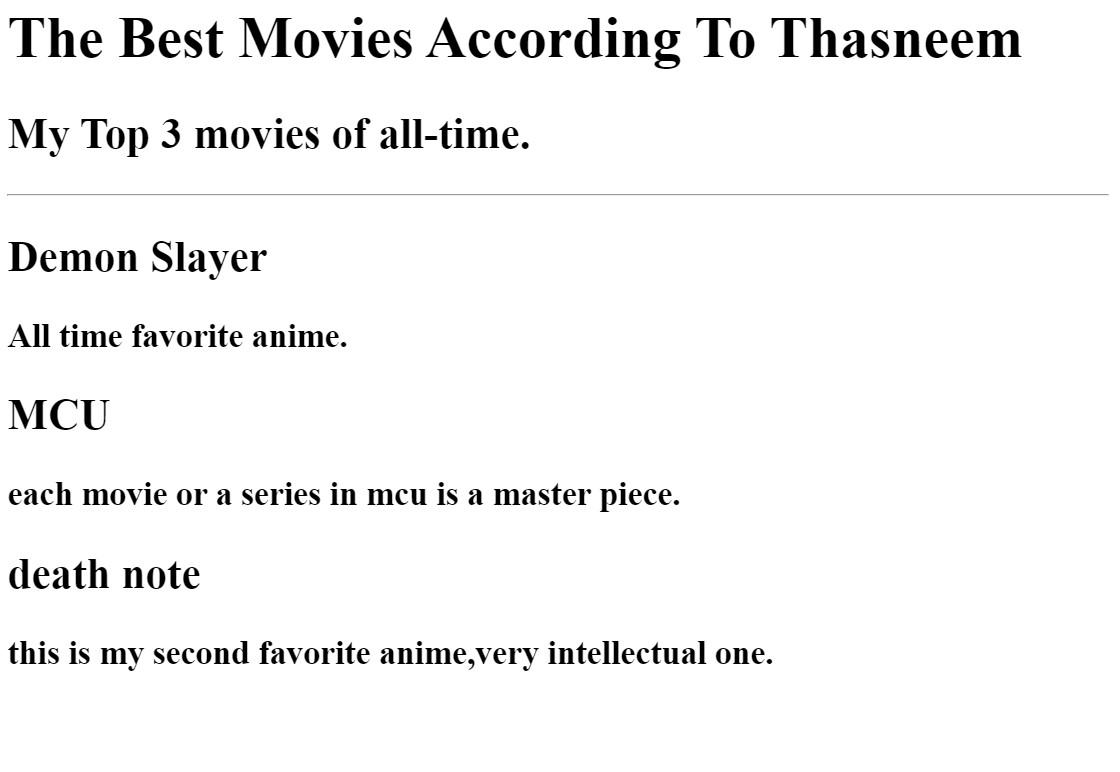 The Best Movies According To Thasneem
My Top 3 movies of all-time.
Demon Slayer
All time favorite anime.
MCU
each movie or a series in mcu is a master piece.
death note
this is my second favorite anime,very intellectual one.